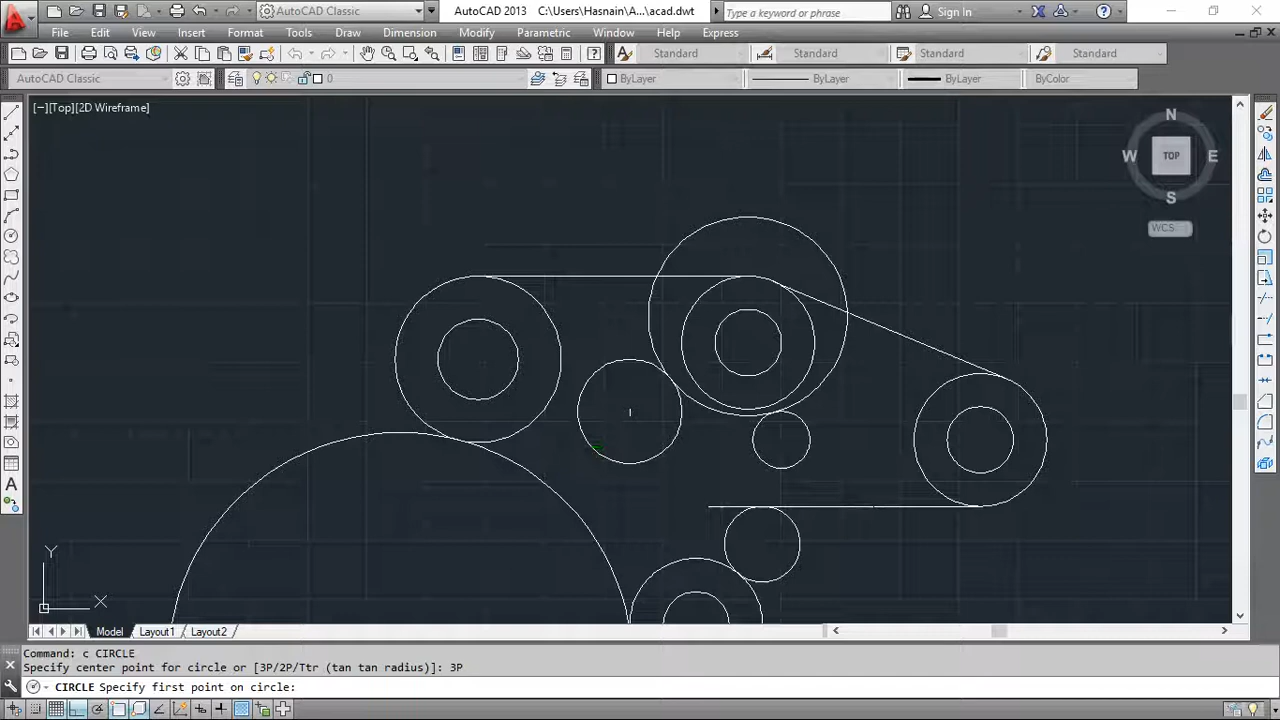 AutoCAD Classic
AutoCAD 2013 C:\Users\Hasnain\A...\acad.dwt
Type a keyword or phrase
Sign In
File Edit View Insert Format Tools Draw Dimension Modify Parametric Window Help Express
Standard Standard Standard Standard
AutoCAD Classic 0 ByLayer ByLayer ByLayer ByColor
[−][Top][2D Wireframe]
N
W TOP E
S
WCS
Y
X
Model Layout1 Layout2
Command: c CIRCLE
Specify center point for circle or [3P/2P/Ttr (tan tan radius)]: 3P
CIRCLE Specify first point on circle: